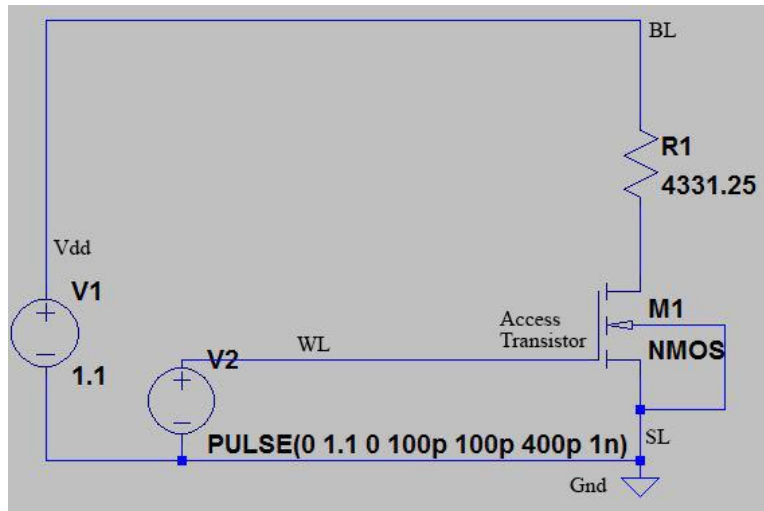 BL
R1
4331.25
Vdd
V1
1.1
Access
Transistor
M1
NMOS
WL
V2
PULSE(0 1.1 0 100p 100p 400p 1n)
SL
Gnd